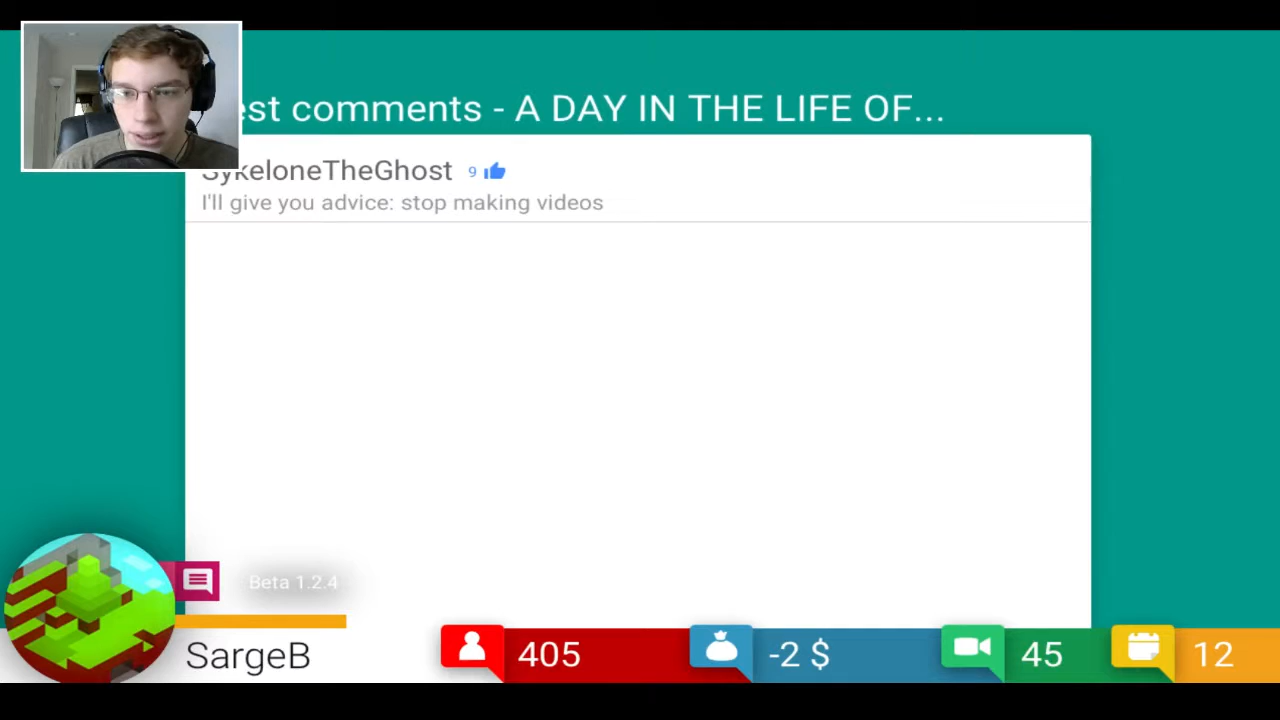 est comments - A DAY IN THE LIFE OF...
SykeloneTheGhost 9
I'll give you advice: stop making videos
Beta 1.2.4
SargeB
405
-2 $
45
12